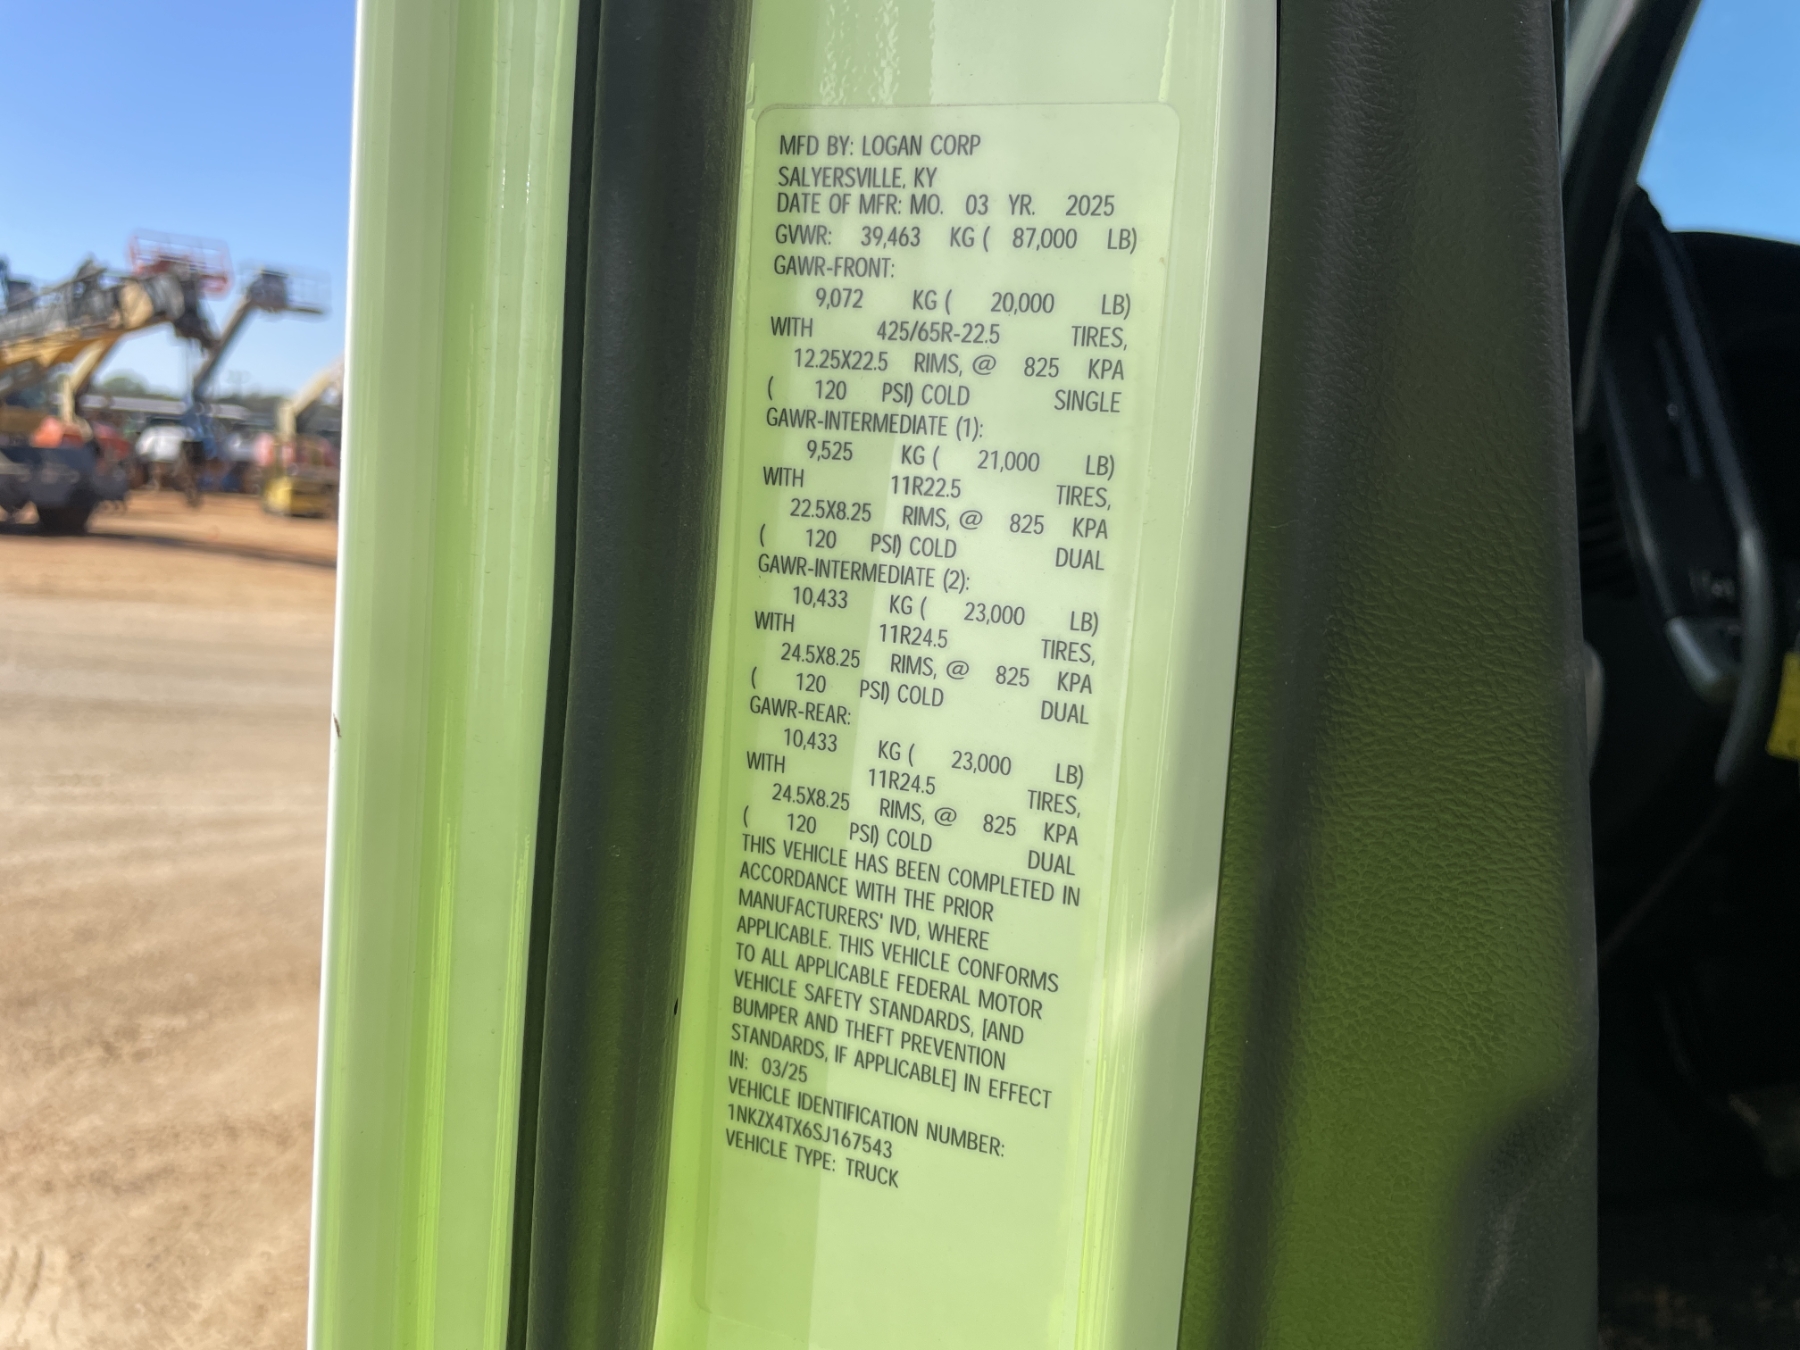 MFD BY: LOGAN CORP
SALYERSVILLE, KY
DATE OF MFR: MO. 03 YR. 2025
GVWR: 39,463 KG ( 87,000 LB)
GAWR-FRONT:
9,072 KG ( 20,000 LB)
WITH 425/65R-22.5 TIRES,
12.25X22.5 RIMS, @ 825 KPA
( 120 PSI) COLD SINGLE
GAWR-INTERMEDIATE (1):
9,525 KG ( 21,000 LB)
WITH 11R22.5 TIRES,
22.5X8.25 RIMS, @ 825 KPA
( 120 PSI) COLD DUAL
GAWR-INTERMEDIATE (2):
10,433 KG ( 23,000 LB)
WITH 11R24.5 TIRES,
24.5X8.25 RIMS, @ 825 KPA
( 120 PSI) COLD DUAL
GAWR-REAR:
10,433 KG ( 23,000 LB)
WITH 11R24.5 TIRES,
24.5X8.25 RIMS, @ 825 KPA
( 120 PSI) COLD DUAL
THIS VEHICLE HAS BEEN COMPLETED IN
ACCORDANCE WITH THE PRIOR
MANUFACTURERS' IVD, WHERE
APPLICABLE. THIS VEHICLE CONFORMS
TO ALL APPLICABLE FEDERAL MOTOR
VEHICLE SAFETY STANDARDS, [AND
BUMPER AND THEFT PREVENTION
STANDARDS, IF APPLICABLE] IN EFFECT
IN: 03/25
VEHICLE IDENTIFICATION NUMBER:
1NKZX4TX6SJ167543
VEHICLE TYPE: TRUCK